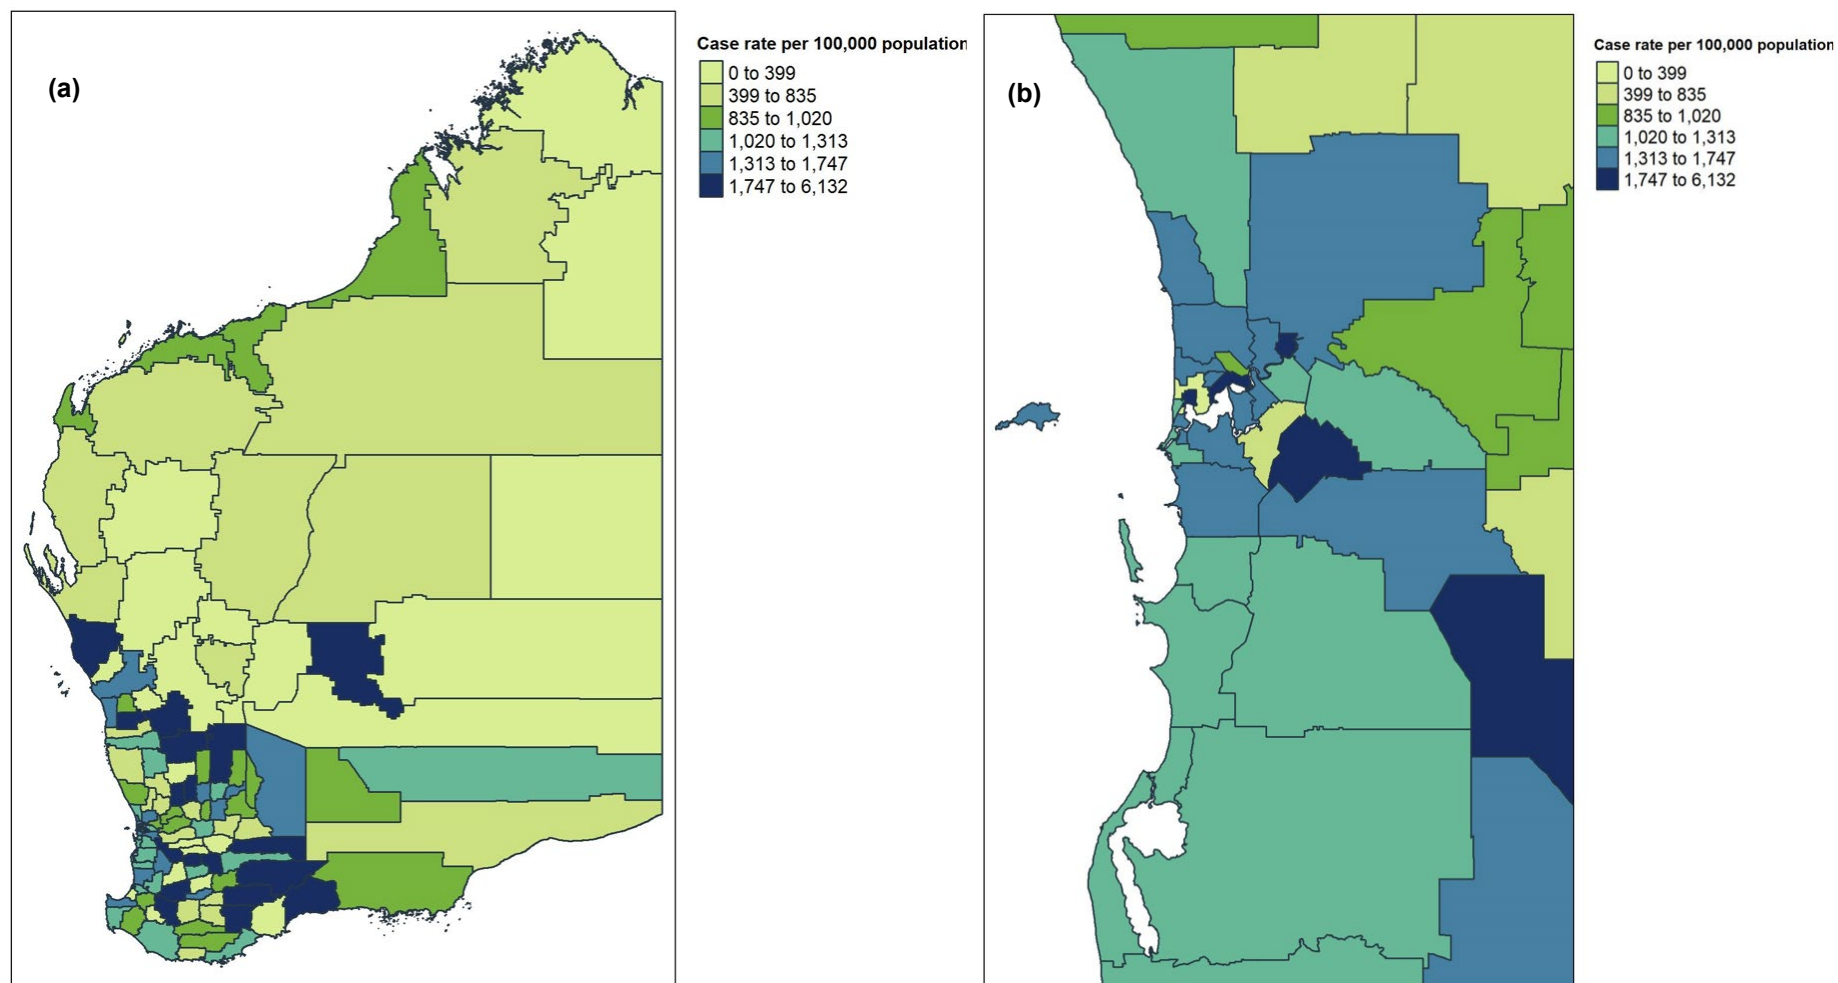 (a)
Case rate per 100,000 population
0 to 399
399 to 835
835 to 1,020
1,020 to 1,313
1,313 to 1,747
1,747 to 6,132
(b)
Case rate per 100,000 population
0 to 399
399 to 835
835 to 1,020
1,020 to 1,313
1,313 to 1,747
1,747 to 6,132